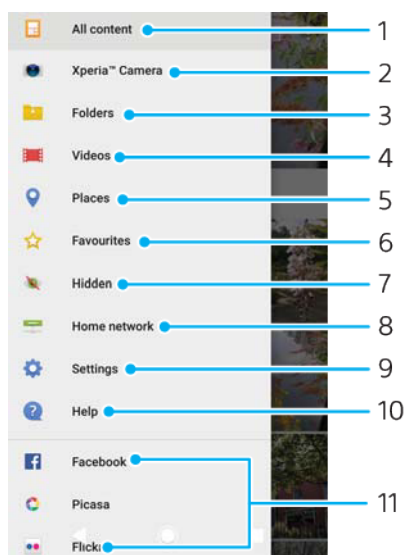 All content 1
Xperia™ Camera 2
Folders 3
Videos 4
Places 5
Favourites 6
Hidden 7
Home network 8
Settings 9
Help 10
Facebook
Picasa 11
Flickr